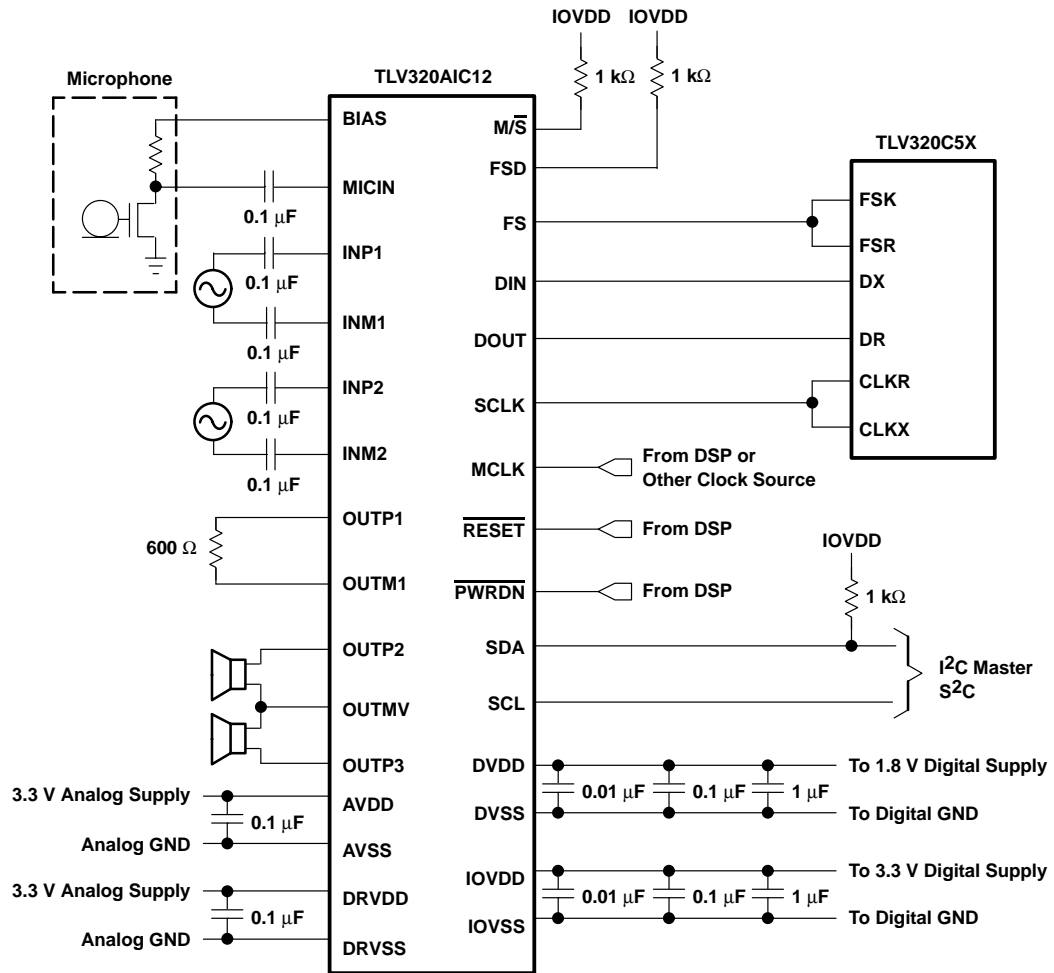 IOVDD IOVDD
1 kΩ 1 kΩ
Microphone
TLV320AIC12
BIAS
MICIN
0.1 μF
INP1
0.1 μF
INM1
0.1 μF
INP2
0.1 μF
INM2
0.1 μF
OUTP1
600 Ω
OUTM1
OUTP2
OUTMV
OUTP3
3.3 V Analog Supply
AVDD
0.1 μF
Analog GND
AVSS
3.3 V Analog Supply
DRVDD
0.1 μF
Analog GND
DRVSS
M/S̅
FSD
FS
DIN
DOUT
SCLK
MCLK
R̅E̅S̅E̅T̅
P̅W̅R̅D̅N̅
SDA
SCL
DVDD
DVSS
IOVDD
IOVSS
TLV320C5X
FSK
FSR
DX
DR
CLKR
CLKX
From DSP or
Other Clock Source
From DSP
From DSP
IOVDD
1 kΩ
I2C Master
S2C
To 1.8 V Digital Supply
0.01 μF 0.1 μF 1 μF
To Digital GND
To 3.3 V Digital Supply
0.01 μF 0.1 μF 1 μF
To Digital GND